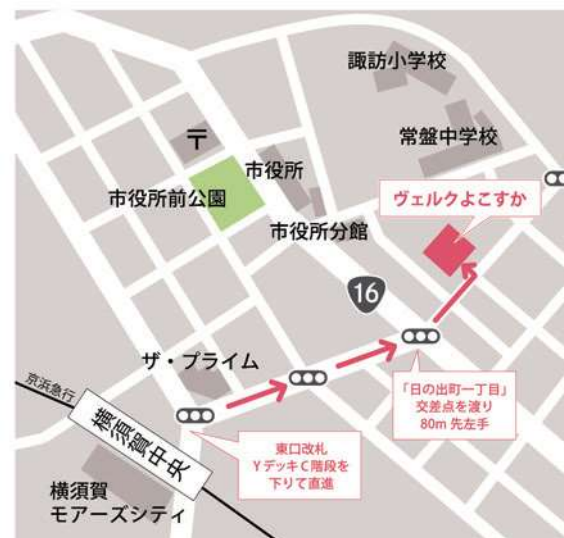 諏訪小学校
常盤中学校
〒
市役所
市役所前公園
ヴェルクよこすか
市役所分館
16
ザ・プライム
京浜急行
横須賀中央
「日の出町一丁目」
交差点を渡り
80m 先左手
東口改札
YデッキC階段を
下りて直進
横須賀
モアーズシティ